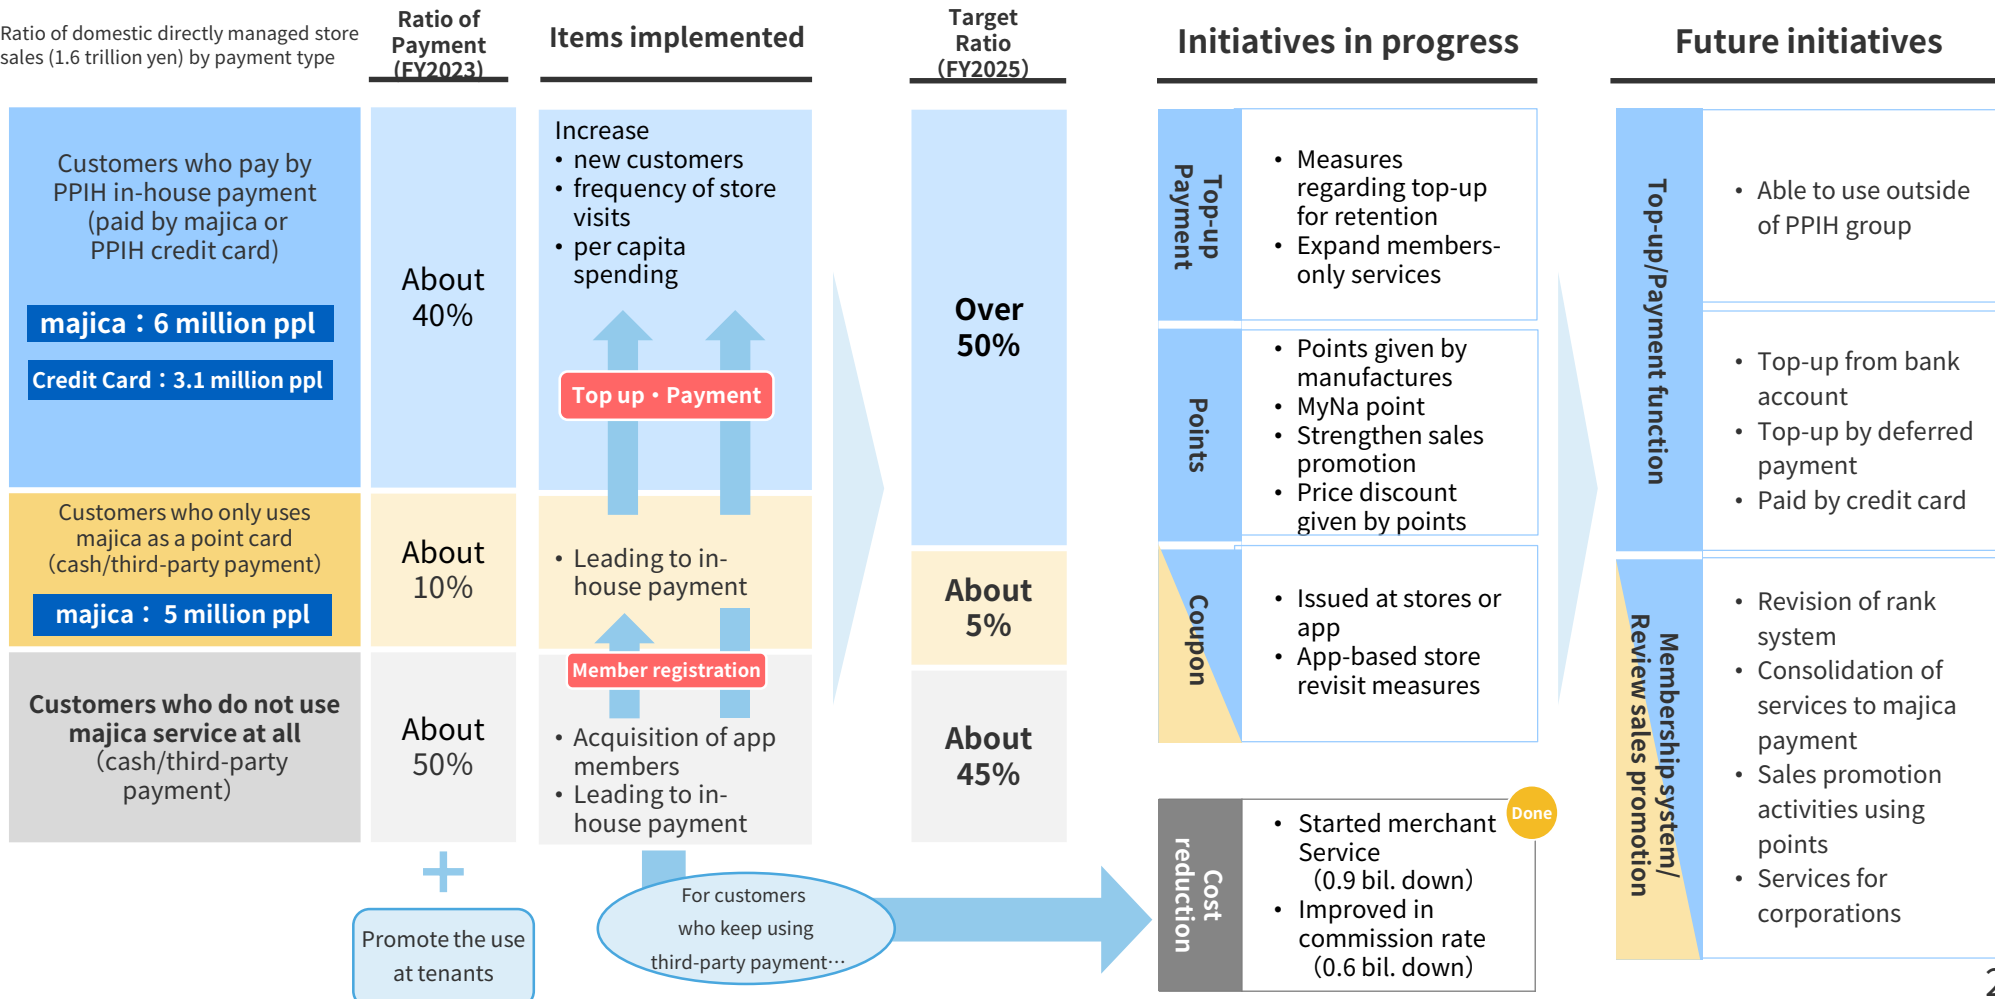 Ratio of domestic directly managed store
sales (1.6 trillion yen) by payment type
Ratio of
Payment
(FY2023)
Items implemented
Target
Ratio
（FY2025）
Initiatives in progress
Future initiatives
Customers who pay by
PPIH in-house payment
(paid by majica or
PPIH credit card)
majica：6 million ppl
Credit Card：3.1 million ppl
About
40%
Increase
• new customers
• frequency of store
visits
• per capita
spending
Top up・Payment
Over
50%
Customers who only uses
majica as a point card
（cash/third-party payment）
majica： 5 million ppl
About
10%
• Leading to in-
house payment
Member registration
About
5%
Customers who do not use
majica service at all
（cash/third-party
payment）
About
50%
• Acquisition of app
members
• Leading to in-
house payment
About
45%
Promote the use
at tenants
For customers
who keep using
third-party payment…
Top-up
Payment
• Measures
regarding top-up
for retention
• Expand members-
only services
Points
• Points given by
manufactures
• MyNa point
• Strengthen sales
promotion
• Price discount
given by points
Coupon
• Issued at stores or
app
• App-based store
revisit measures
Cost
reduction
• Started merchant
Service
（0.9 bil. down）
• Improved in
commission rate
（0.6 bil. down）
Done
Top-up/Payment function
• Able to use outside
of PPIH group
• Top-up from bank
account
• Top-up by deferred
payment
• Paid by credit card
Membership system/
Review sales promotion
• Revision of rank
system
• Consolidation of
services to majica
payment
• Sales promotion
activities using
points
• Services for
corporations